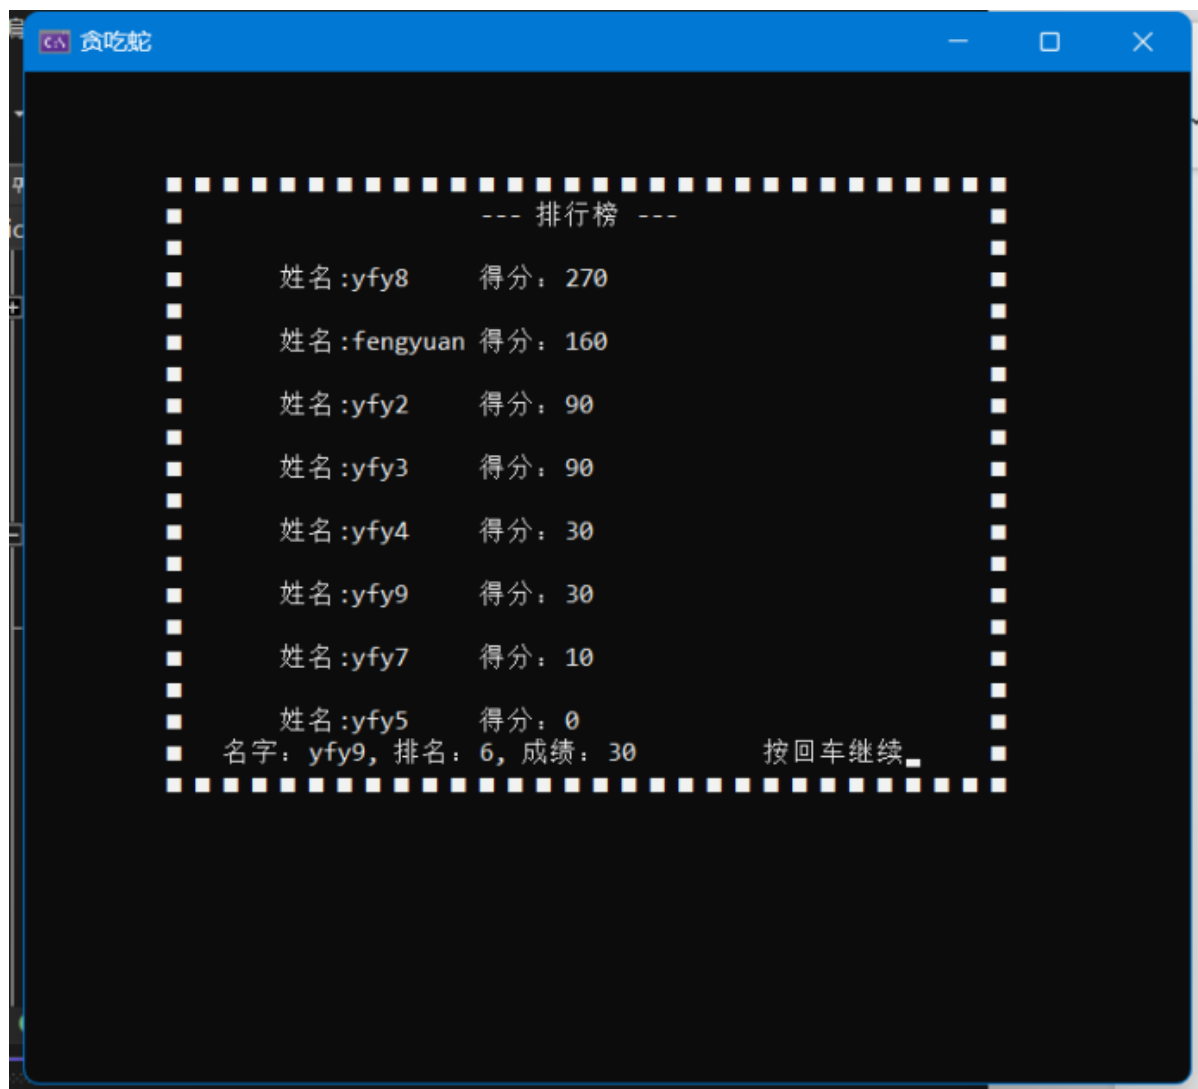 贪吃蛇
--- 排行榜 ---
姓名:yfy8 得分：270
姓名:fengyuan 得分：160
姓名:yfy2 得分：90
姓名:yfy3 得分：90
姓名:yfy4 得分：30
姓名:yfy9 得分：30
姓名:yfy7 得分：10
姓名:yfy5 得分：0
名字：yfy9, 排名：6, 成绩：30 按回车继续